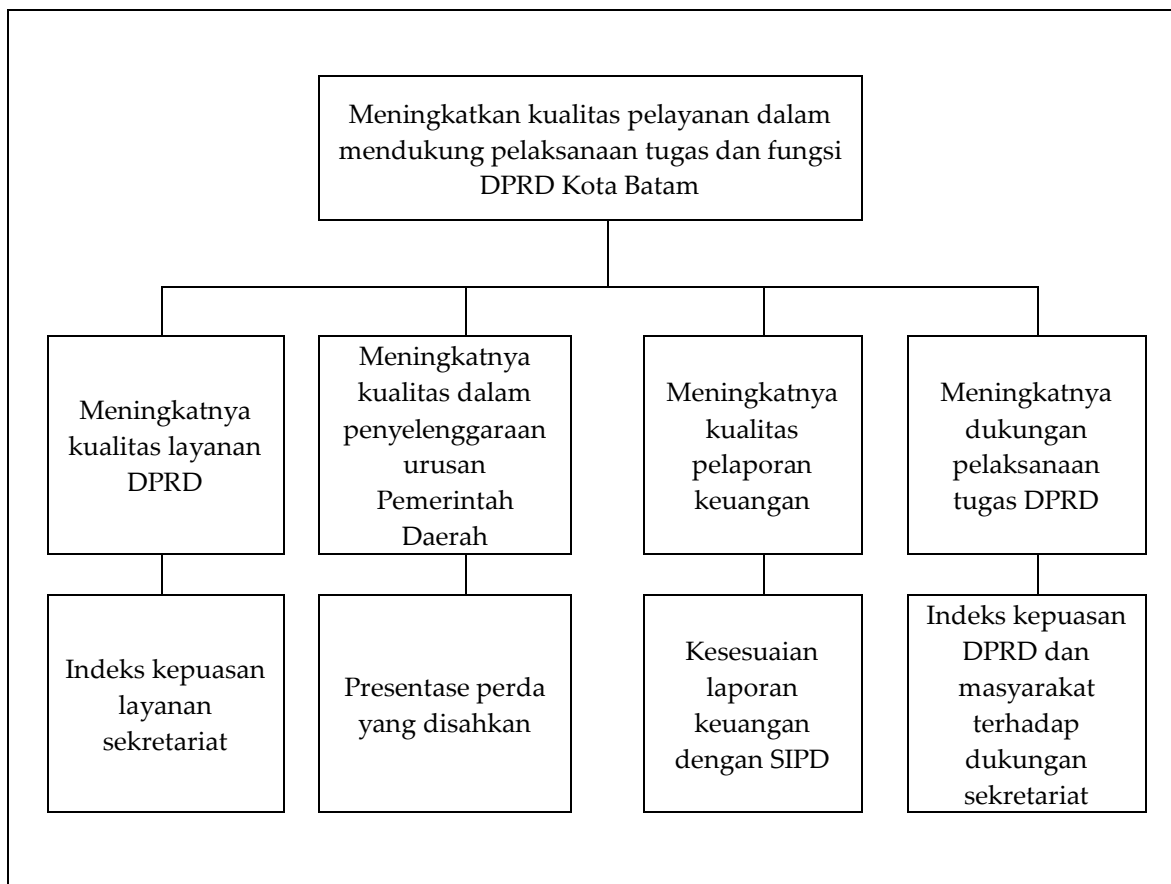 Meningkatkan kualitas pelayanan dalam
mendukung pelaksanaan tugas dan fungsi
DPRD Kota Batam
Meningkatnya
kualitas layanan
DPRD
Meningkatnya
kualitas dalam
penyelenggaraan
urusan
Pemerintah
Daerah
Meningkatnya
kualitas
pelaporan
keuangan
Meningkatnya
dukungan
pelaksanaan
tugas DPRD
Indeks kepuasan
layanan
sekretariat
Presentase perda
yang disahkan
Kesesuaian
laporan
keuangan
dengan SIPD
Indeks kepuasan
DPRD dan
masyarakat
terhadap
dukungan
sekretariat